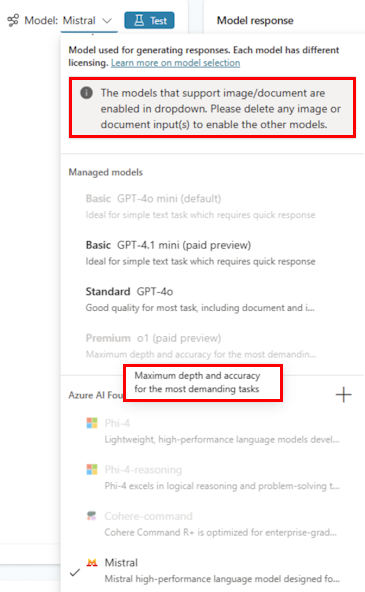 Model: Mistral
Test
Model response
Model used for generating responses. Each model has different
licensing. Learn more on model selection
The models that support image/document are
enabled in dropdown. Please delete any image or
document input(s) to enable the other models.
Managed models
Basic GPT-4o mini (default)
Ideal for simple text task which requires quick response
Basic GPT-4.1 mini (paid preview)
Ideal for simple text task which requires quick response
Standard GPT-4o
Good quality for most task, including document and i...
Premium o1 (paid preview)
Maximum depth and accuracy for the most demandin...
Maximum depth and accuracy
for the most demanding tasks
Azure AI Fou
Phi-4
Lightweight, high-performance language models devel...
Phi-4-reasoning
Phi-4 excels in logical reasoning and problem-solving t...
Cohere-command
Cohere Command R+ is optimized for enterprise-grad...
Mistral
Mistral high-performance language model designed fo...